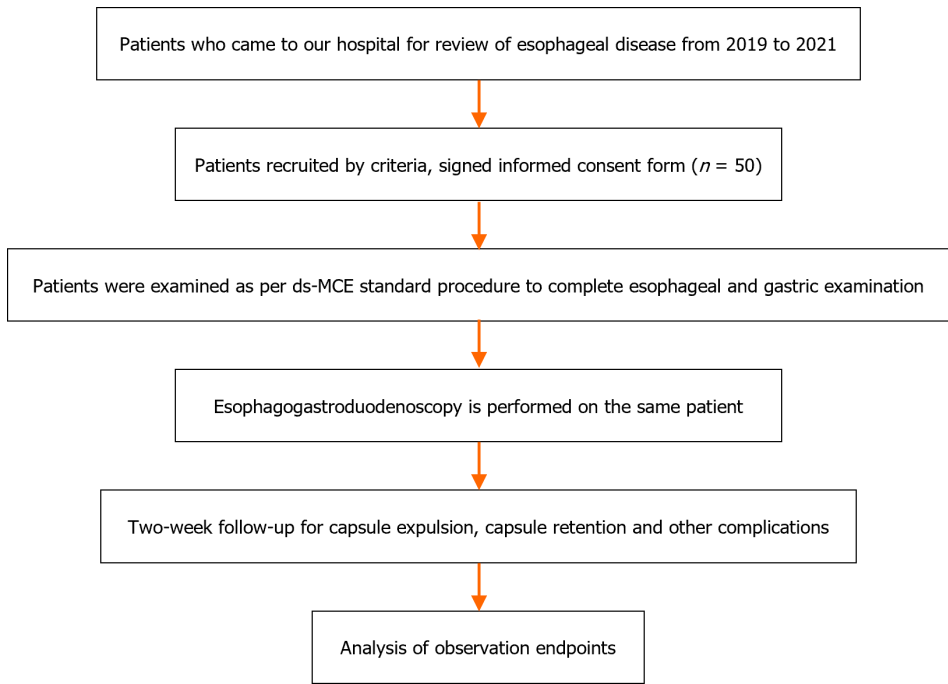 Patients who came to our hospital for review of esophageal disease from 2019 to 2021
Patients recruited by criteria, signed informed consent form (n = 50)
Patients were examined as per ds-MCE standard procedure to complete esophageal and gastric examination
Esophagogastroduodenoscopy is performed on the same patient
Two-week follow-up for capsule expulsion, capsule retention and other complications
Analysis of observation endpoints